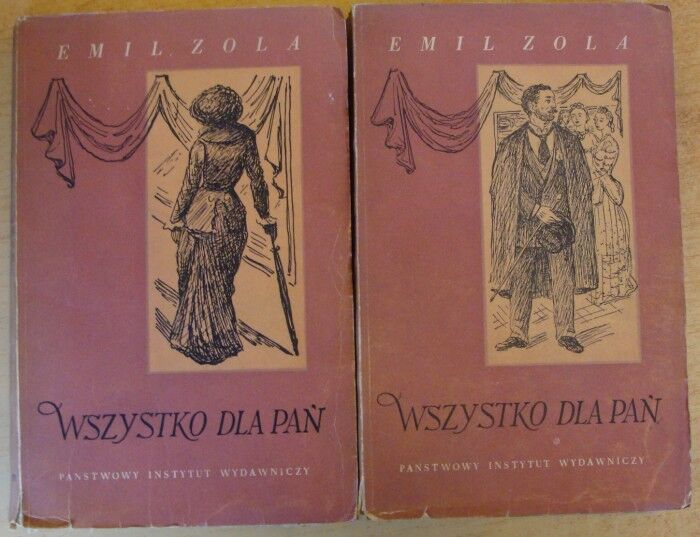 EMIL ZOLA
WSZYSTKO DLA PAŃ
PAŃSTWOWY INSTYTUT WYDAWNICZY
EMIL ZOLA
WSZYSTKO DLA PAŃ
PAŃSTWOWY INSTYTUT WYDAWNICZY